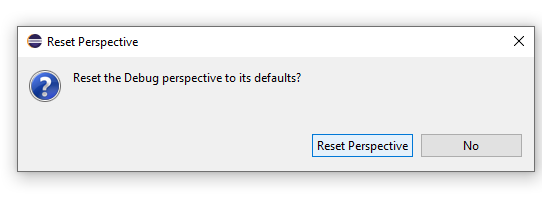 Reset Perspective
Reset the Debug perspective to its defaults?
Reset Perspective No